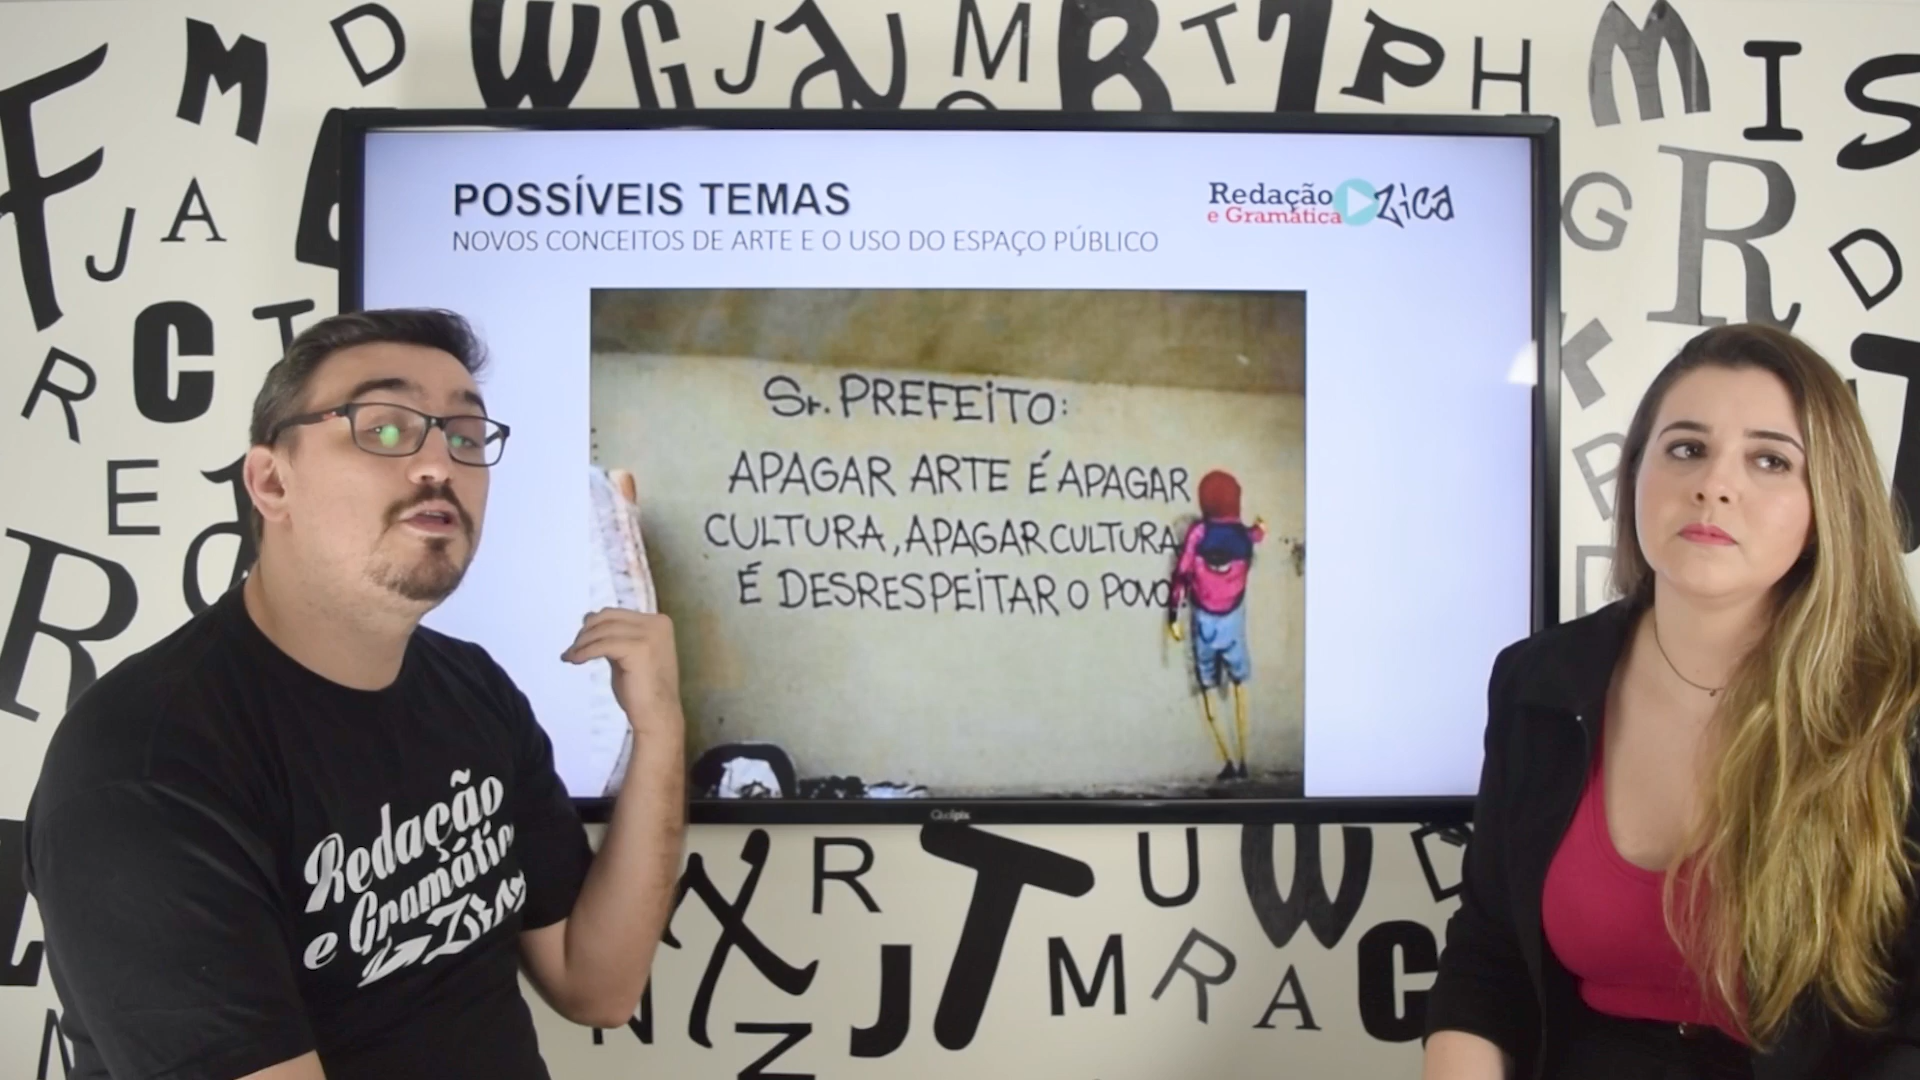 POSSÍVEIS TEMAS
NOVOS CONCEITOS DE ARTE E O USO DO ESPAÇO PÚBLICO
Redação
e Gramática
Zica
Sr. PREFEITO:
APAGAR ARTE É APAGAR
CULTURA, APAGAR CULTURA
É DESRESPEITAR O POVO
Redação
e Gramática
Zica